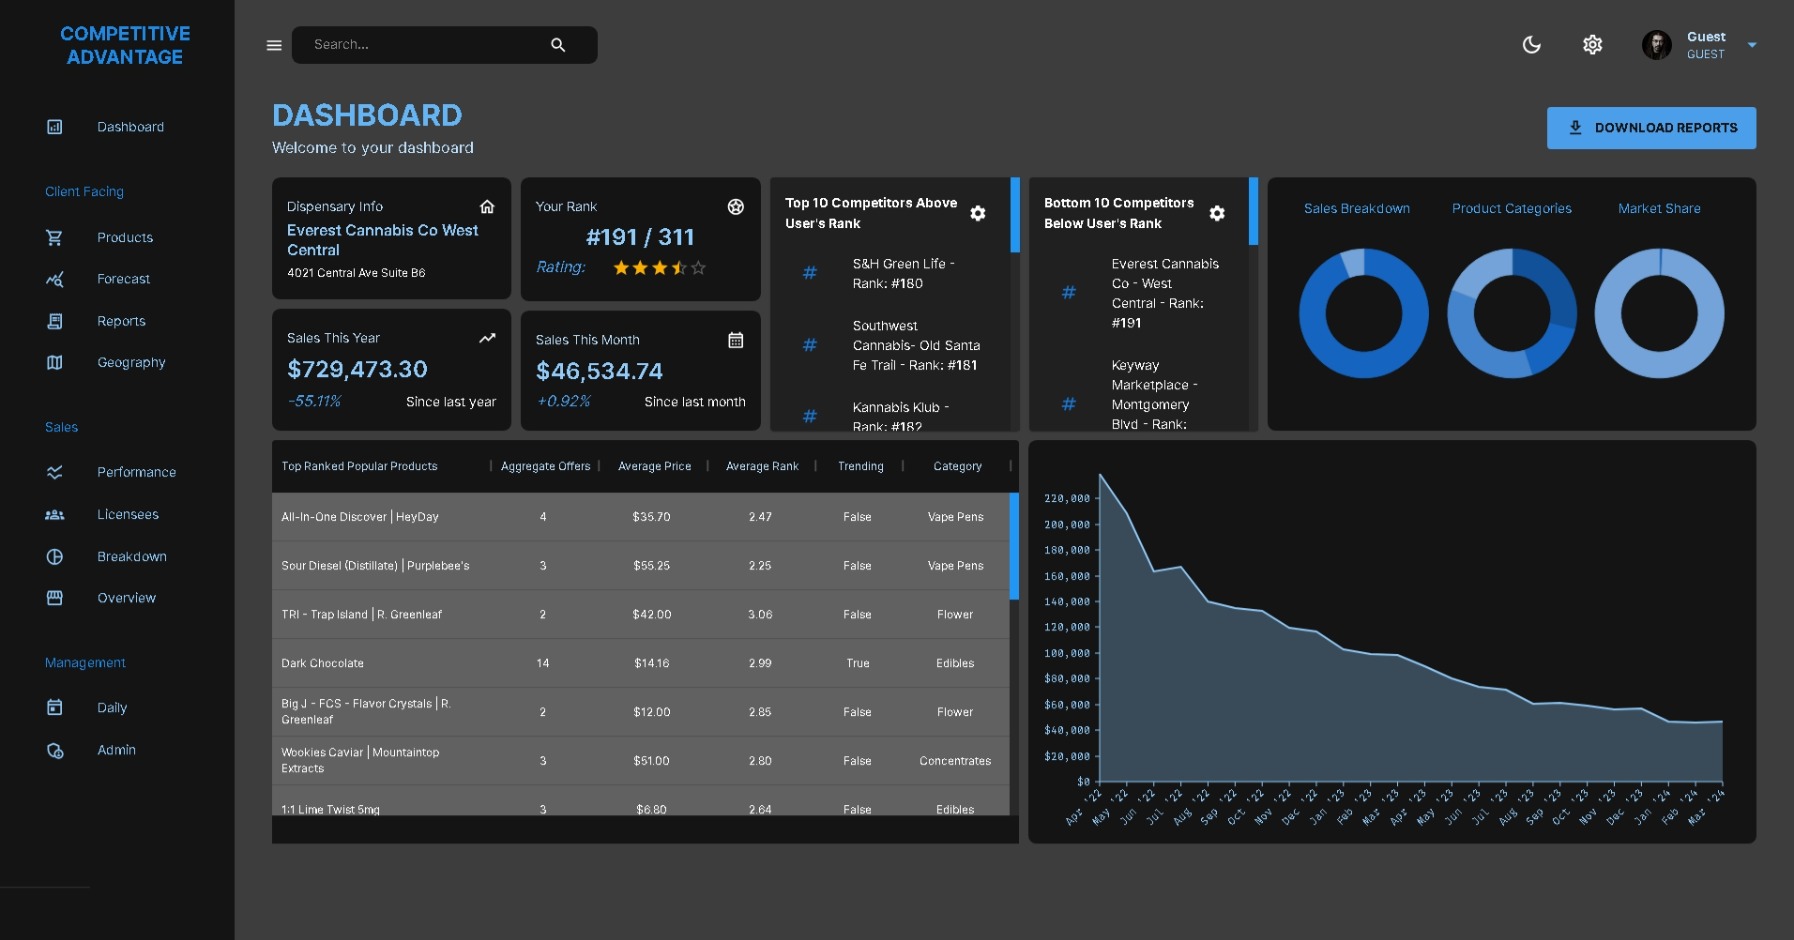 COMPETITIVE
ADVANTAGE
Dashboard
Client Facing
Products
Forecast
Reports
Geography
Sales
Performance
Licensees
Breakdown
Overview
Management
Daily
Admin
Search...
Guest
GUEST
DASHBOARD
Welcome to your dashboard
DOWNLOAD REPORTS
Dispensary Info
Everest Cannabis Co West
Central
4021 Central Ave Suite B6
Your Rank
#191 / 311
Rating:
Sales This Year
$729,473.30
-55.11% Since last year
Sales This Month
$46,534.74
+0.92% Since last month
Top 10 Competitors Above
User's Rank
# S&H Green Life -
Rank: #180
# Southwest
Cannabis- Old Santa
Fe Trail - Rank: #181
# Kannabis Klub -
Rank: #182
Bottom 10 Competitors
Below User's Rank
# Everest Cannabis
Co - West
Central - Rank:
#191
# Keyway
Marketplace -
Montgomery
Blvd - Rank:
Sales Breakdown Product Categories Market Share
Top Ranked Popular Products Aggregate Offers Average Price Average Rank Trending Category
All-In-One Discover | HeyDay 4 $35.70 2.47 False Vape Pens
Sour Diesel (Distillate) | Purplebee's 3 $55.25 2.25 False Vape Pens
TRI - Trap Island | R. Greenleaf 2 $42.00 3.06 False Flower
Dark Chocolate 14 $14.16 2.99 True Edibles
Big J - FCS - Flavor Crystals | R.
Greenleaf 2 $12.00 2.85 False Flower
Wookies Caviar | Mountaintop
Extracts 3 $51.00 2.80 False Concentrates
1:1 Lime Twist 5mg 3 $6.80 2.64 False Edibles
220,000
200,000
180,000
160,000
140,000
120,000
100,000
$80,000
$60,000
$40,000
$20,000
$0
Apr '22 May '22 Jun '22 Jul '22 Aug '22 Sep '22 Oct '22 Nov '22 Dec '22 Jan '23 Feb '23 Mar '23 Apr '23 May '23 Jun '23 Jul '23 Aug '23 Sep '23 Oct '23 Nov '23 Dec '23 Jan '24 Feb '24 Mar '24